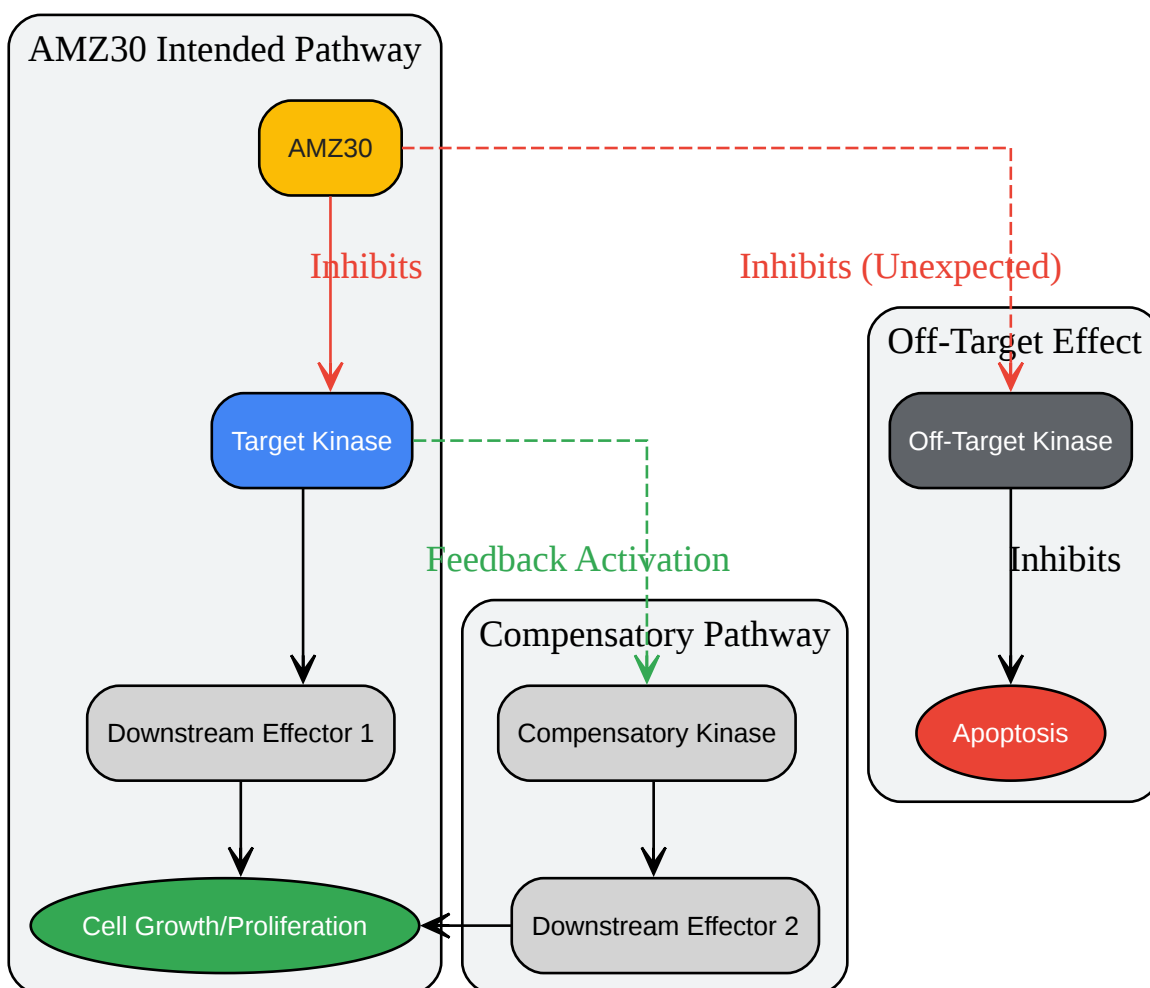 AMZ30 Intended Pathway
AMZ30
Inhibits
Inhibits (Unexpected)
Off-Target Effect
Target Kinase
Off-Target Kinase
Feedback Activation
Inhibits
Compensatory Pathway
Downstream Effector 1
Compensatory Kinase
Apoptosis
Cell Growth/Proliferation
Downstream Effector 2